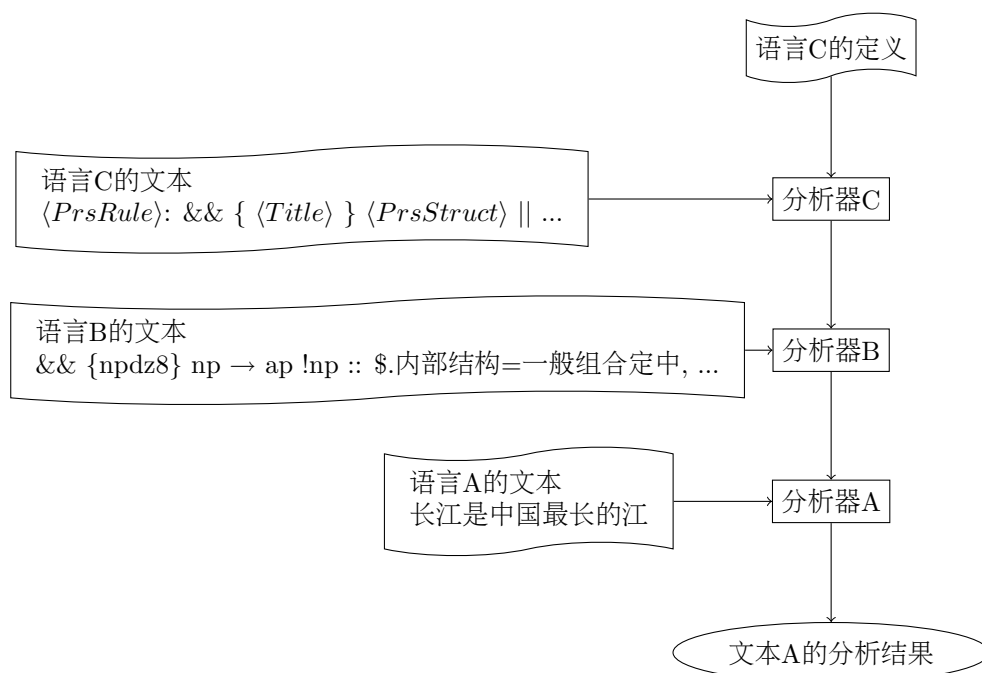 语言C的定义
语言C的文本
⟨PrsRule⟩: && { ⟨Title⟩ } ⟨PrsStruct⟩ || ...
分析器C
语言B的文本
&& {npdz8} np → ap !np :: $.内部结构=一般组合定中, ...
分析器B
语言A的文本
长江是中国最长的江
分析器A
文本A的分析结果